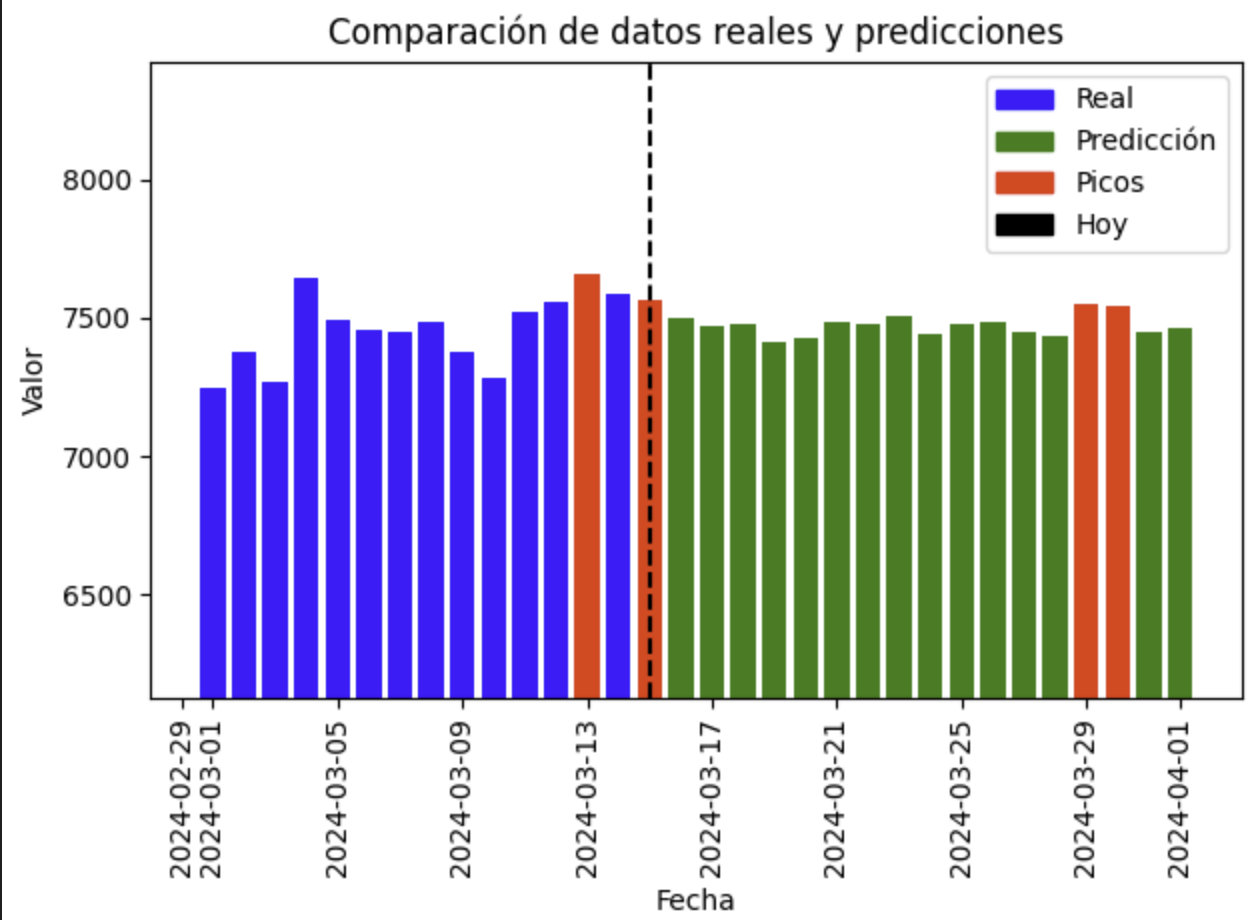 Comparación de datos reales y predicciones
Real
Predicción
Picos
Hoy
8000
7500
7000
6500
Valor
2024-02-29
2024-03-01
2024-03-05
2024-03-09
2024-03-13
2024-03-17
2024-03-21
2024-03-25
2024-03-29
2024-04-01
Fecha